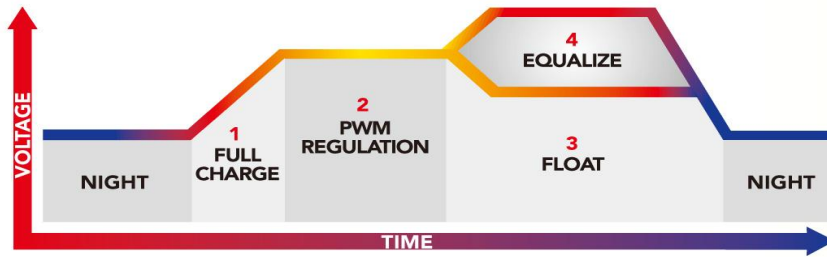 VOLTAGE
NIGHT
1
FULL
CHARGE
2
PWM
REGULATION
4
EQUALIZE
3
FLOAT
NIGHT
TIME